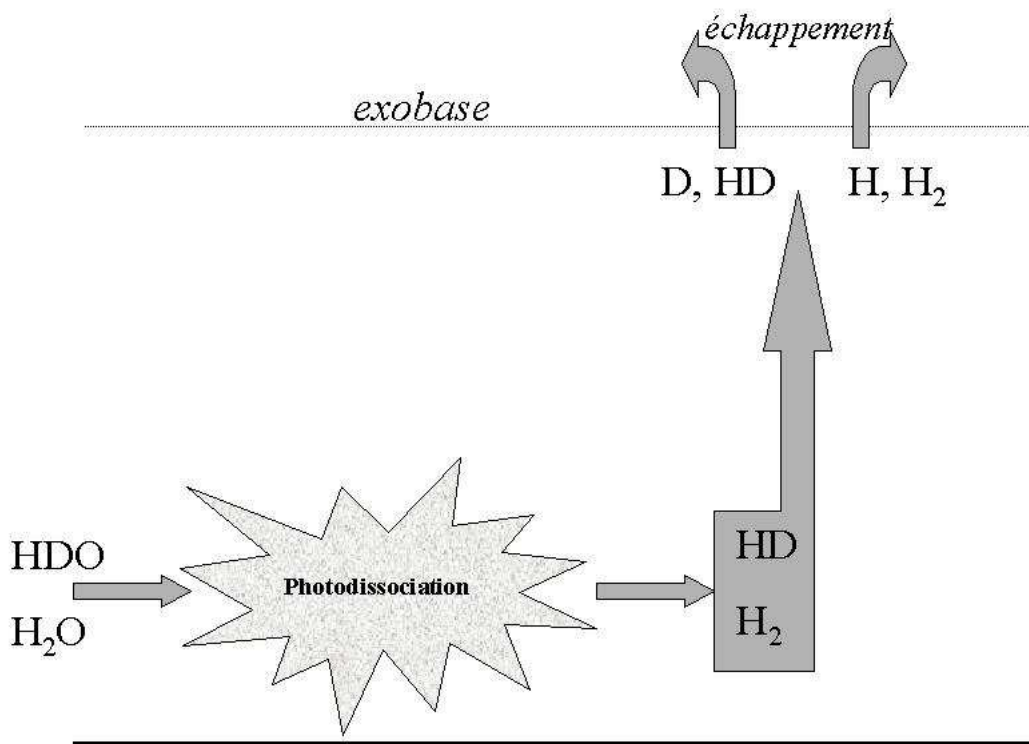 échappement
exobase
D, HD
H, H₂
HDO
H₂O
Photodissociation
HD
H₂